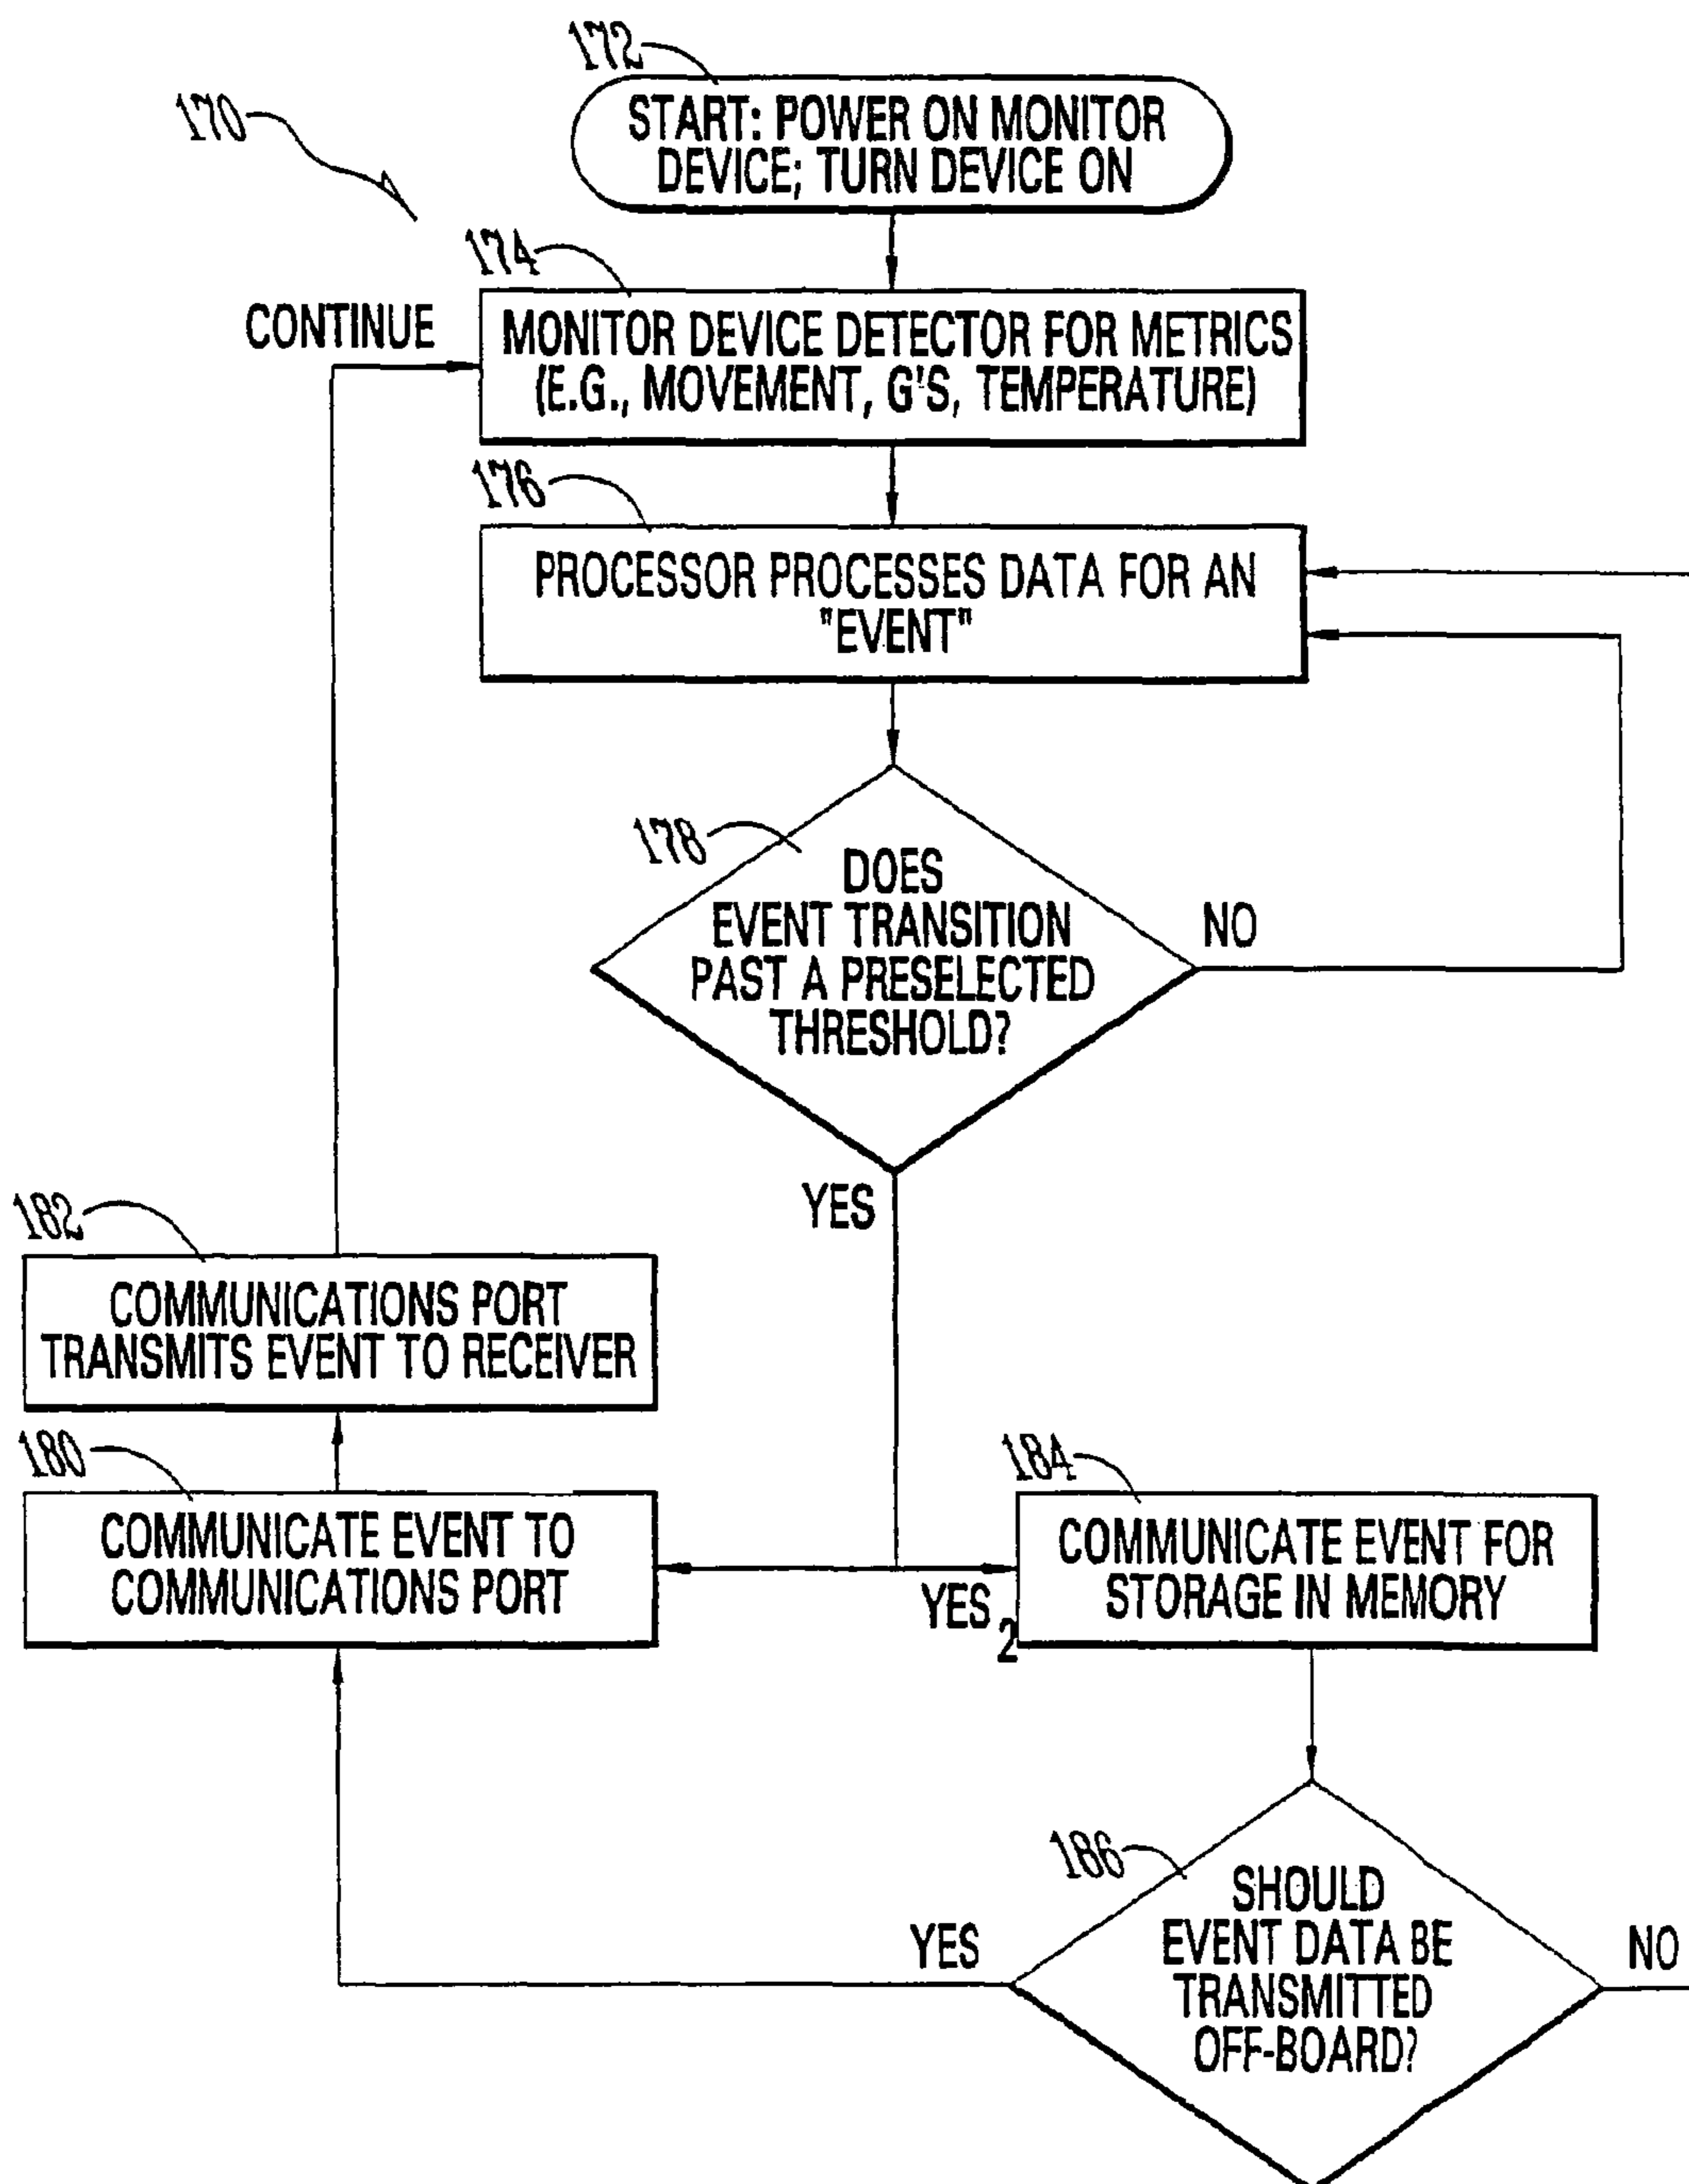 172
START: POWER ON MONITOR
DEVICE; TURN DEVICE ON
170
174
CONTINUE
MONITOR DEVICE DETECTOR FOR METRICS
(E.G., MOVEMENT, G'S, TEMPERATURE)
176
PROCESSOR PROCESSES DATA FOR AN
"EVENT"
178
DOES
EVENT TRANSITION
PAST A PRESELECTED
THRESHOLD?
NO
YES
182
COMMUNICATIONS PORT
TRANSMITS EVENT TO RECEIVER
180
COMMUNICATE EVENT TO
COMMUNICATIONS PORT
YES 2
184
COMMUNICATE EVENT FOR
STORAGE IN MEMORY
186
SHOULD
EVENT DATA BE
TRANSMITTED
OFF-BOARD?
YES
NO